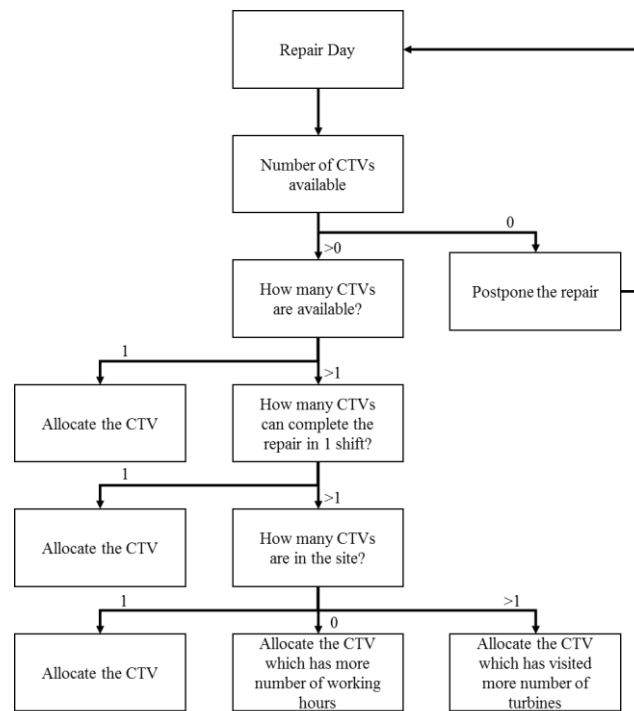 Repair Day
Number of CTVs
available
0
>0
How many CTVs
are available?
Postpone the repair
1
>1
Allocate the CTV
How many CTVs
can complete the
repair in 1 shift?
1
>1
Allocate the CTV
How many CTVs
are in the site?
1
0
>1
Allocate the CTV
Allocate the CTV
which has more
number of working
hours
Allocate the CTV
which has visited
more number of
turbines